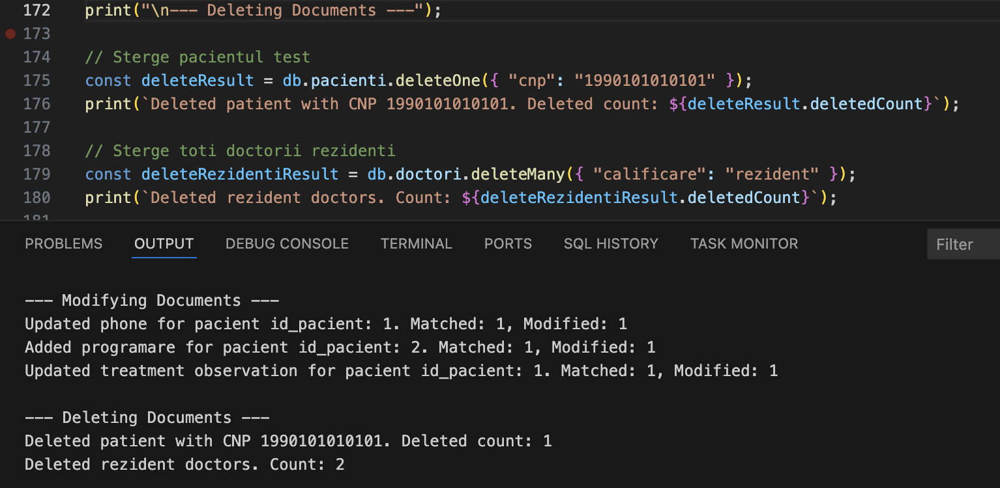 172 print("\n--- Deleting Documents ---");
173
174 // Sterge pacientul test
175 const deleteResult = db.pacienti.deleteOne({ "cnp": "1990101010101" });
176 print(`Deleted patient with CNP 1990101010101. Deleted count: ${deleteResult.deletedCount}`);
177
178 // Sterge toti doctorii rezidenti
179 const deleteRezidentiResult = db.doctori.deleteMany({ "calificare": "rezident" });
180 print(`Deleted rezident doctors. Count: ${deleteRezidentiResult.deletedCount}`);
181
PROBLEMS OUTPUT DEBUG CONSOLE TERMINAL PORTS SQL HISTORY TASK MONITOR Filter
--- Modifying Documents ---
Updated phone for pacient id_pacient: 1. Matched: 1, Modified: 1
Added programare for pacient id_pacient: 2. Matched: 1, Modified: 1
Updated treatment observation for pacient id_pacient: 1. Matched: 1, Modified: 1
--- Deleting Documents ---
Deleted patient with CNP 1990101010101. Deleted count: 1
Deleted rezident doctors. Count: 2